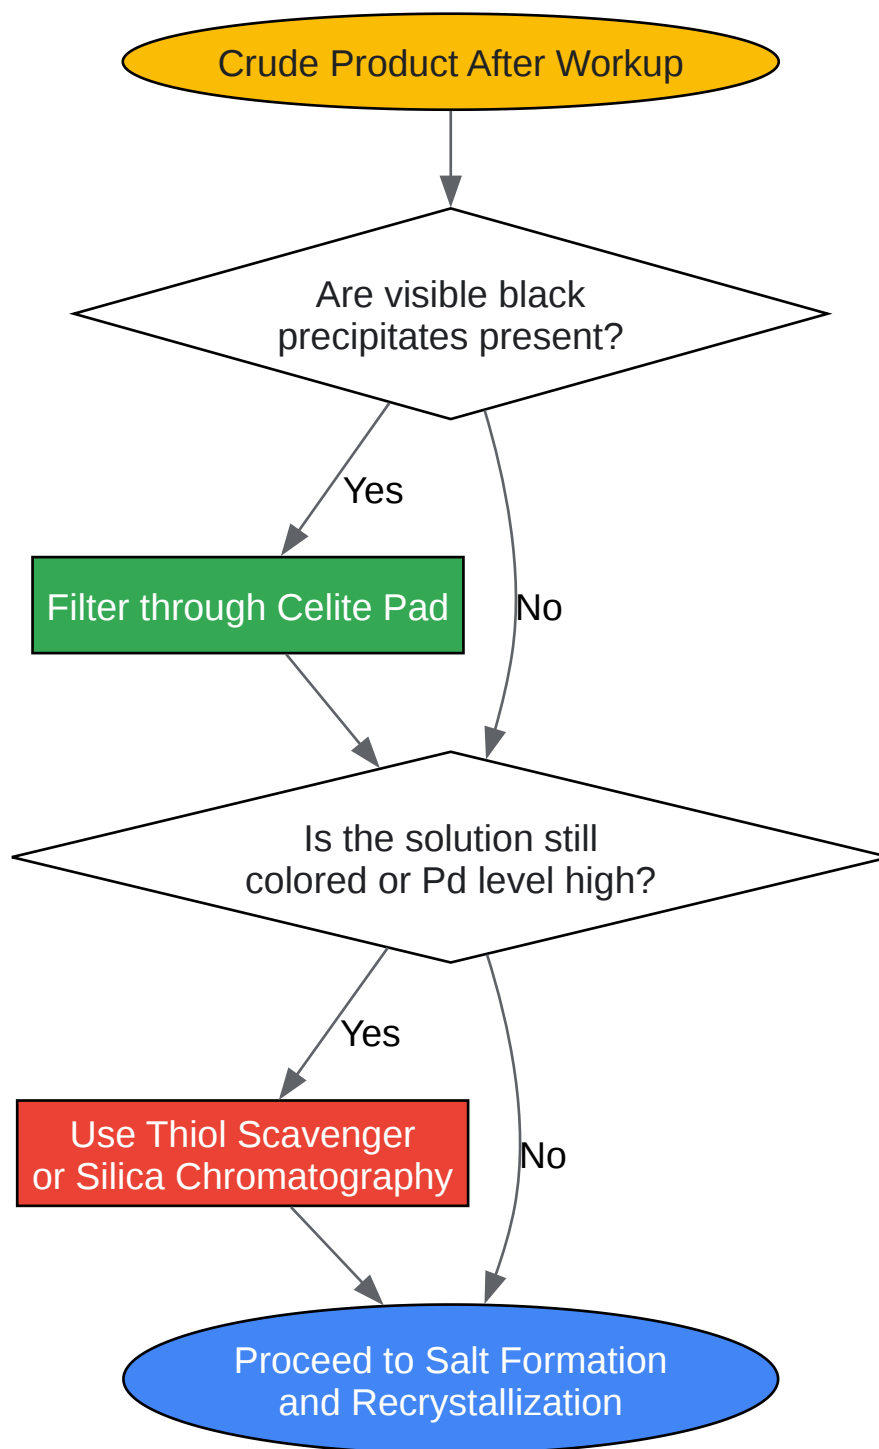 Crude Product After Workup
Are visible black
precipitates present?
Yes
Filter through Celite Pad
No
Is the solution still
colored or Pd level high?
Yes
Use Thiol Scavenger
or Silica Chromatography
No
Proceed to Salt Formation
and Recrystallization